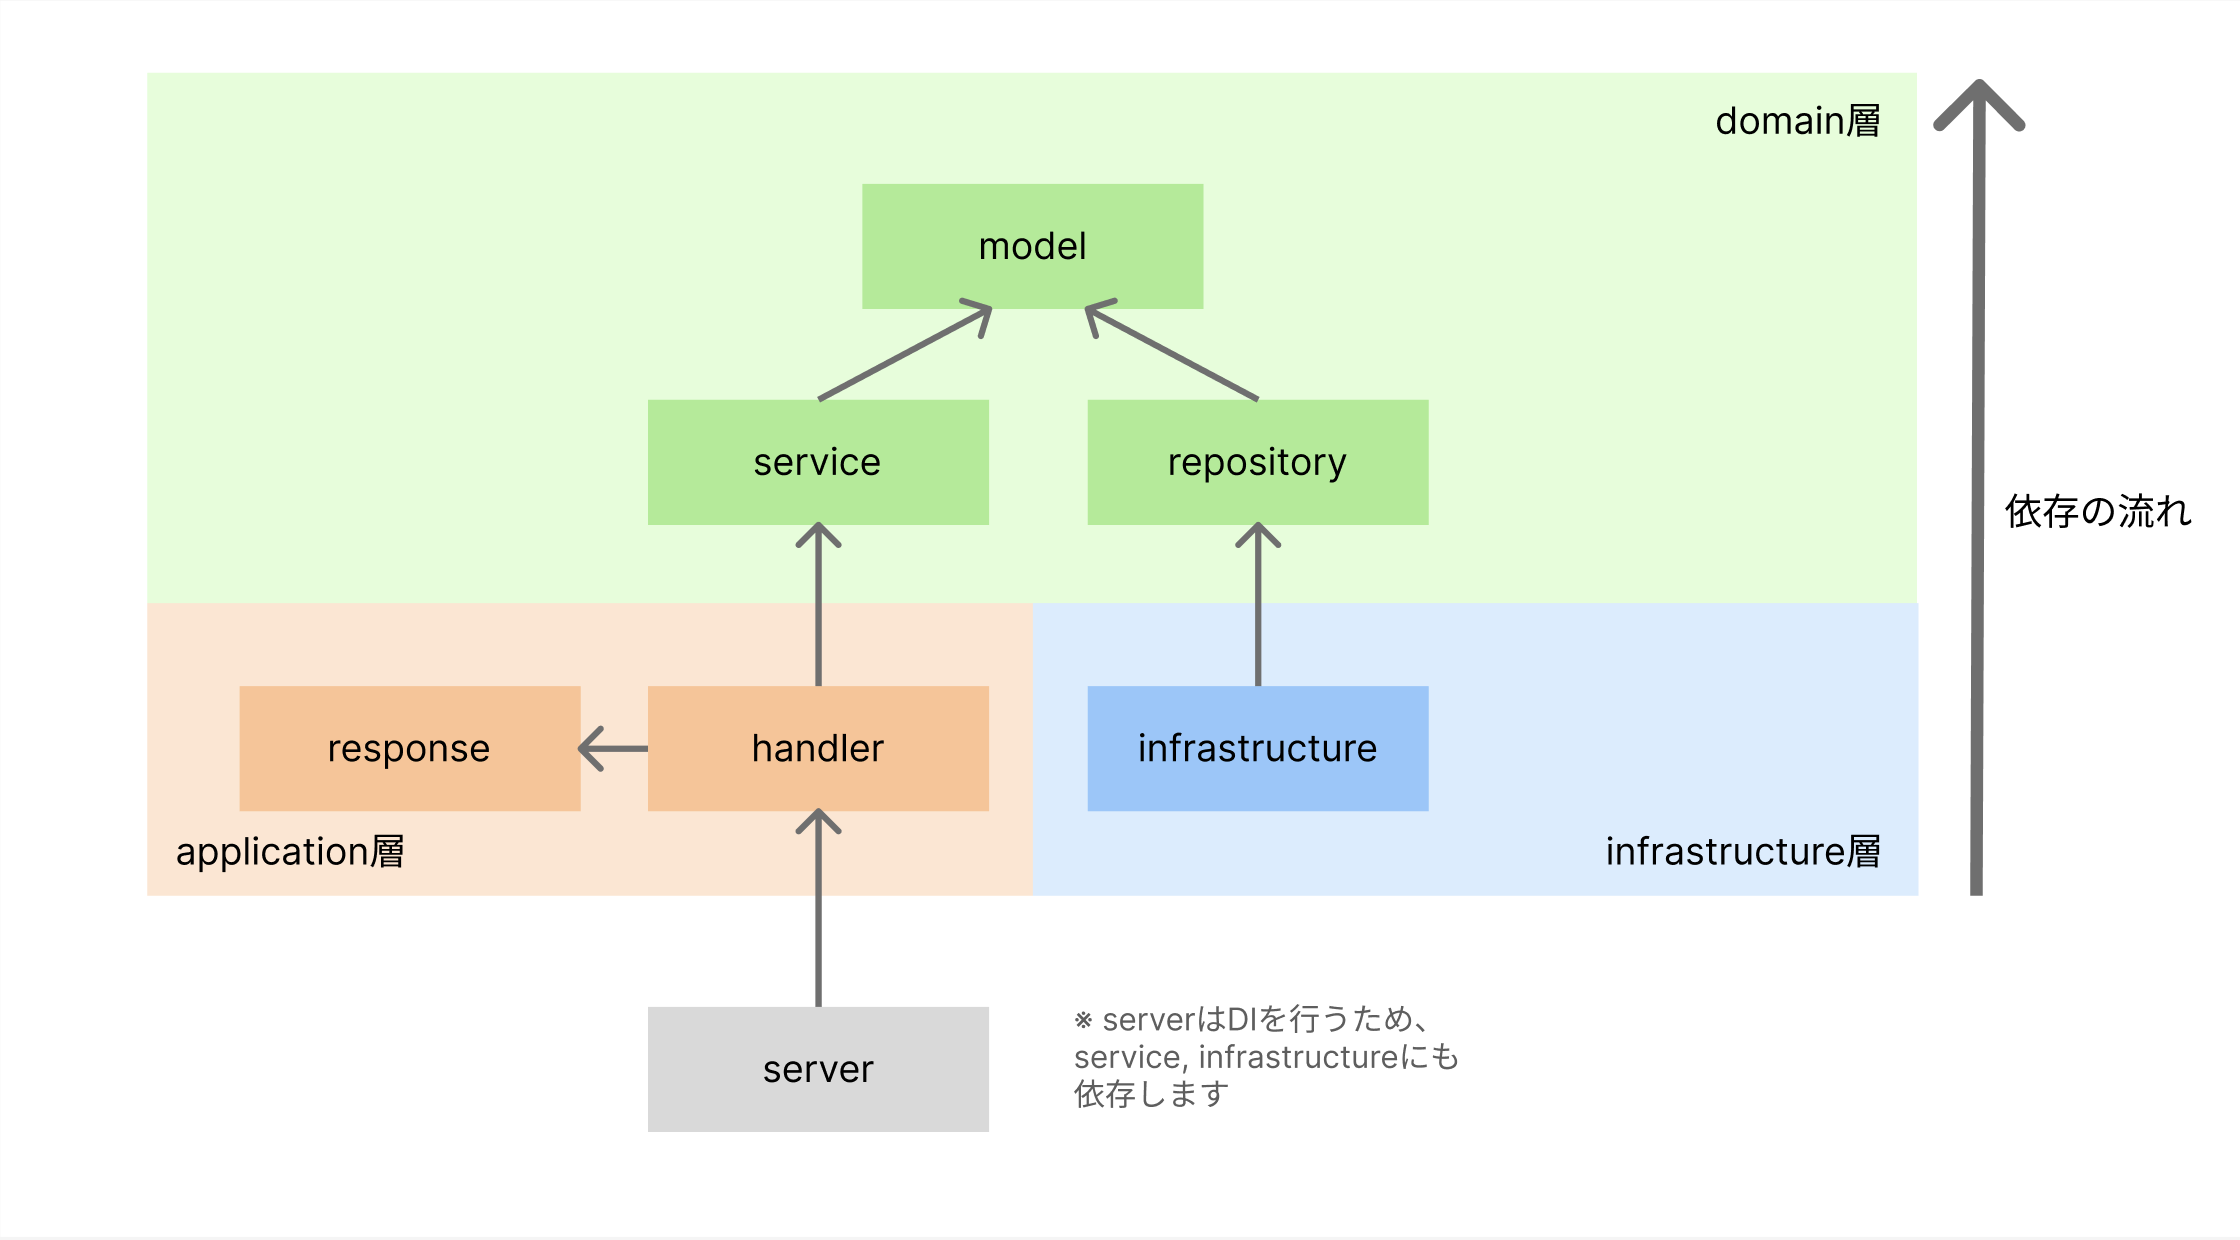 domain層
model
service
repository
依存の流れ
response
handler
infrastructure
application層
infrastructure層
server
※ serverはDIを行うため、
service, infrastructureにも
依存します